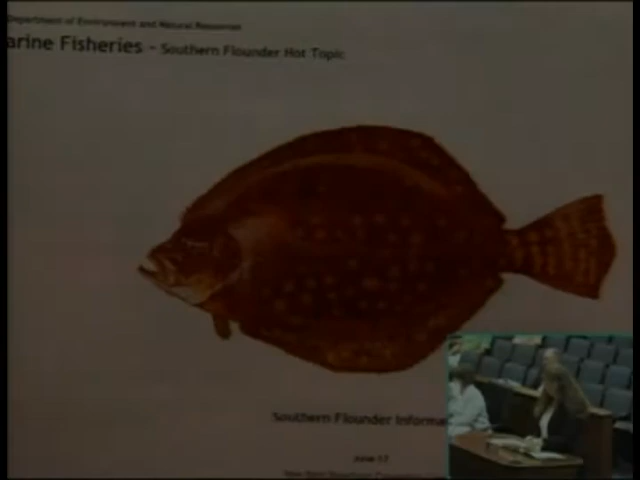 Department of Environment and Natural Resources
arine Fisheries - Southern Flounder Hot Topic
Southern Flounder Informa
June 17